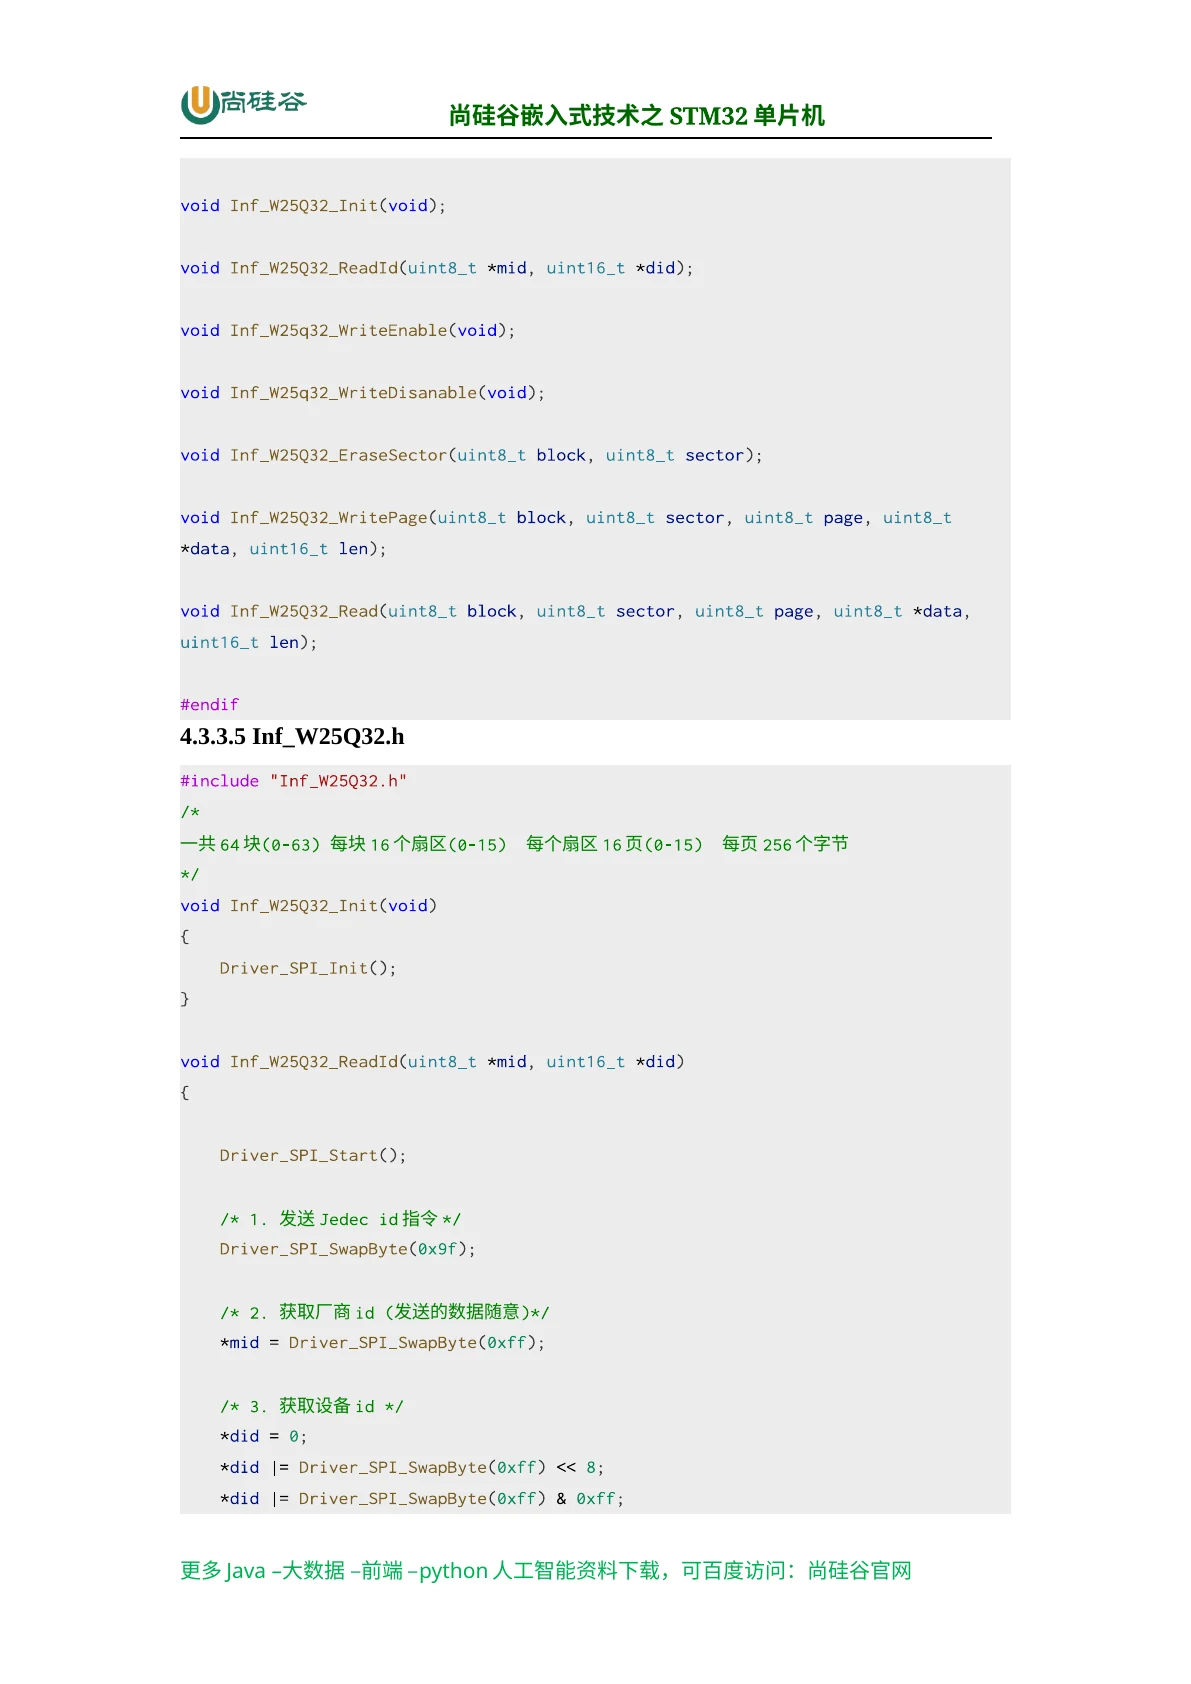 尚硅谷
尚硅谷嵌入式技术之 STM32 单片机
void Inf_W25Q32_Init(void);
void Inf_W25Q32_ReadId(uint8_t *mid, uint16_t *did);
void Inf_W25q32_WriteEnable(void);
void Inf_W25q32_WriteDisanable(void);
void Inf_W25Q32_EraseSector(uint8_t block, uint8_t sector);
void Inf_W25Q32_WritePage(uint8_t block, uint8_t sector, uint8_t page, uint8_t
*data, uint16_t len);
void Inf_W25Q32_Read(uint8_t block, uint8_t sector, uint8_t page, uint8_t *data,
uint16_t len);
#endif
4.3.3.5 Inf_W25Q32.h
#include "Inf_W25Q32.h"
/*
一共 64 块(0-63) 每块 16 个扇区(0-15)  每个扇区 16 页(0-15)  每页 256 个字节
*/
void Inf_W25Q32_Init(void)
{
    Driver_SPI_Init();
}
void Inf_W25Q32_ReadId(uint8_t *mid, uint16_t *did)
{
    Driver_SPI_Start();
    /* 1. 发送 Jedec id 指令 */
    Driver_SPI_SwapByte(0x9f);
    /* 2. 获取厂商 id (发送的数据随意)*/
    *mid = Driver_SPI_SwapByte(0xff);
    /* 3. 获取设备 id */
    *did = 0;
    *did |= Driver_SPI_SwapByte(0xff) << 8;
    *did |= Driver_SPI_SwapByte(0xff) & 0xff;
更多 Java –大数据 –前端 –python 人工智能资料下载，可百度访问：尚硅谷官网